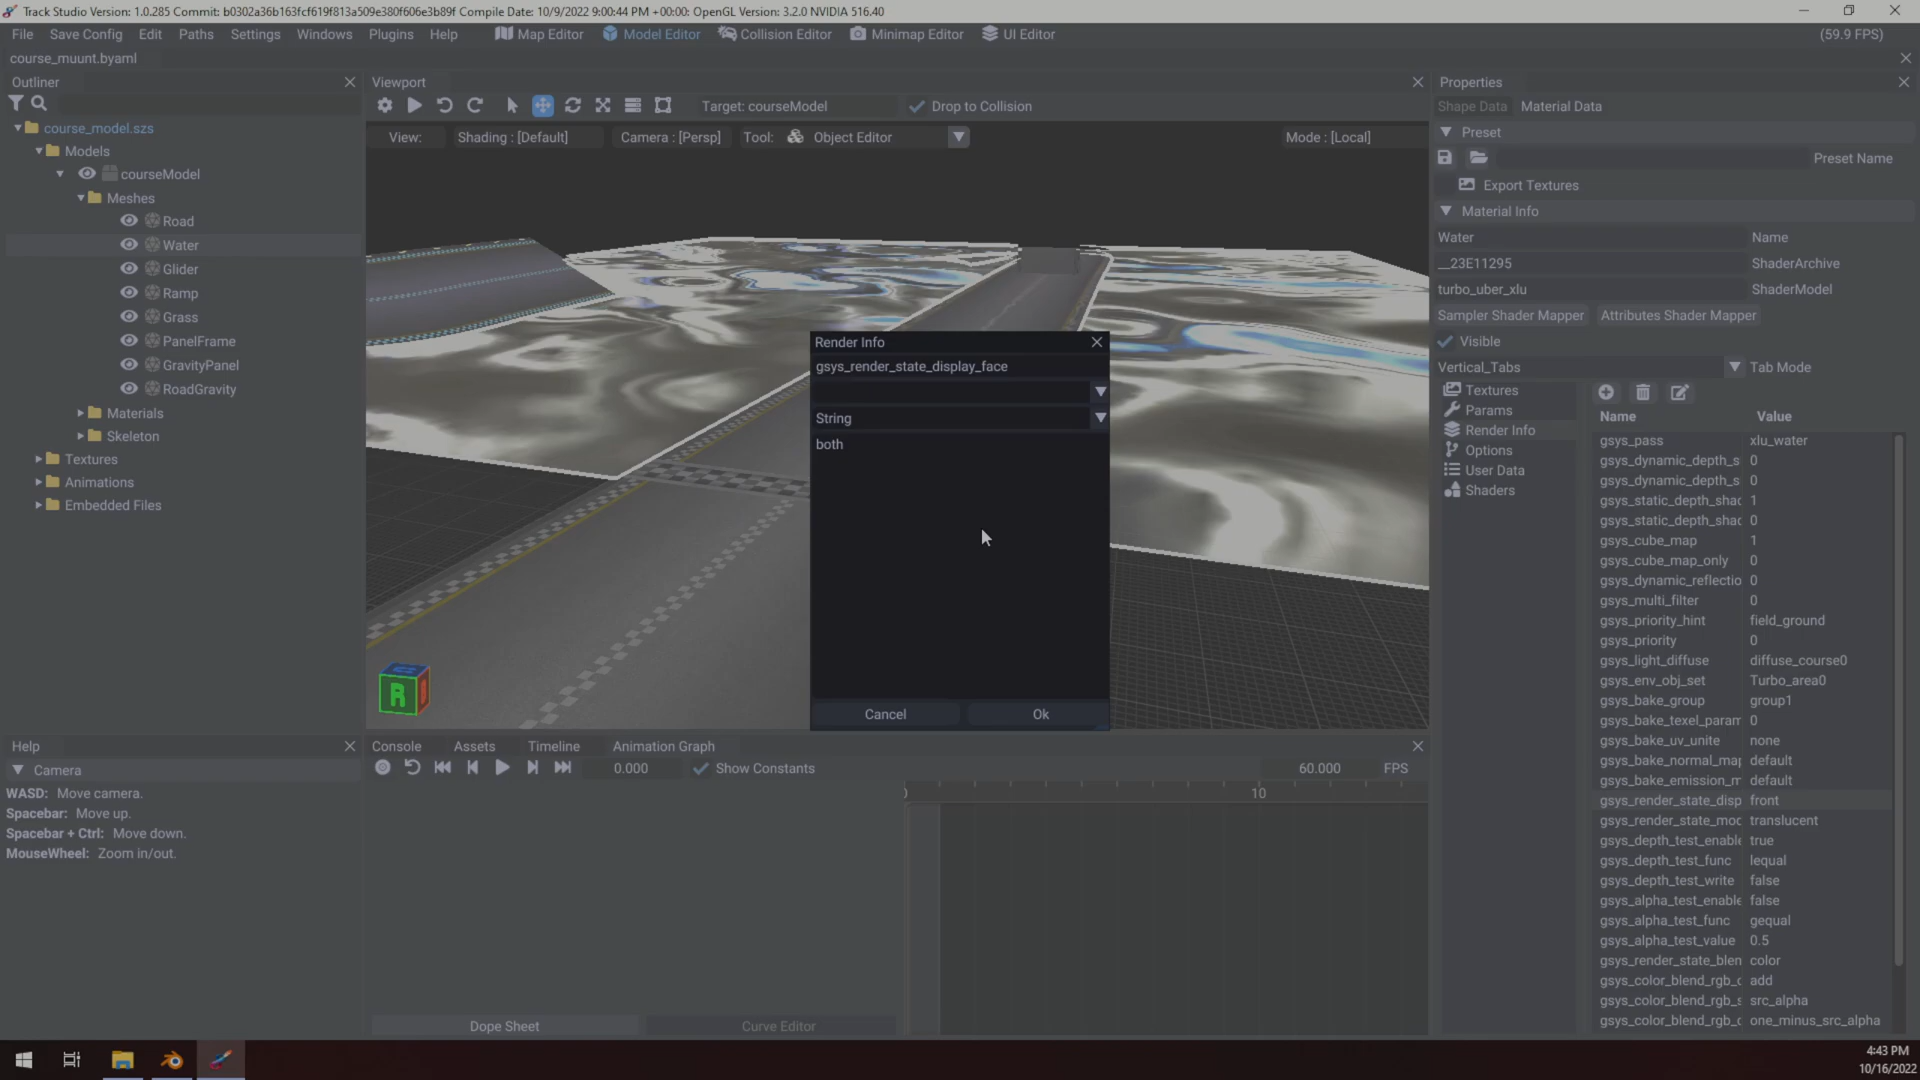 Track Studio Version: 1.0.285 Commit: b0302a36b163fcf619f813a509e380f606e3b89f Compile Date: 10/9/2022 9:00:44 PM +00:00: OpenGL Version: 3.2.0 NVIDIA 516.40
File Save Config Edit Paths Settings Windows Plugins Help Map Editor Model Editor Collision Editor Minimap Editor UI Editor (59.9 FPS)
course_muunt.byaml
Outliner
course_model.szs
Models
courseModel
Meshes
Road
Water
Glider
Ramp
Grass
PanelFrame
GravityPanel
RoadGravity
Materials
Skeleton
Textures
Animations
Embedded Files
Viewport
Target: courseModel Drop to Collision
View: Shading : [Default] Camera : [Persp] Tool: Object Editor Mode : [Local]
R
Render Info
gsys_render_state_display_face
String
both
Cancel Ok
Properties
Shape Data Material Data
Preset
Preset Name
Export Textures
Material Info
Water Name
__23E11295 ShaderArchive
turbo_uber_xlu ShaderModel
Sampler Shader Mapper Attributes Shader Mapper
Visible
Vertical_Tabs Tab Mode
Textures
Params
Render Info
Options
User Data
Shaders
Name Value
gsys_pass xlu_water
gsys_dynamic_depth_s 0
gsys_dynamic_depth_s 0
gsys_static_depth_shac 1
gsys_static_depth_shac 0
gsys_cube_map 1
gsys_cube_map_only 0
gsys_dynamic_reflectio 0
gsys_multi_filter 0
gsys_priority_hint field_ground
gsys_priority 0
gsys_light_diffuse diffuse_course0
gsys_env_obj_set Turbo_area0
gsys_bake_group group1
gsys_bake_texel_param 0
gsys_bake_uv_unite none
gsys_bake_normal_map default
gsys_bake_emission_m default
gsys_render_state_disp front
gsys_render_state_moc translucent
gsys_depth_test_enable true
gsys_depth_test_func lequal
gsys_depth_test_write false
gsys_alpha_test_enable false
gsys_alpha_test_func gequal
gsys_alpha_test_value 0.5
gsys_render_state_blen color
gsys_color_blend_rgb_c add
gsys_color_blend_rgb_s src_alpha
gsys_color_blend_rgb_c one_minus_src_alpha
Help
Camera
WASD: Move camera.
Spacebar: Move up.
Spacebar + Ctrl: Move down.
MouseWheel: Zoom in/out.
Console Assets Timeline Animation Graph
0.000 Show Constants 60.000 FPS
10
Dope Sheet Curve Editor
4:43 PM
10/16/2022